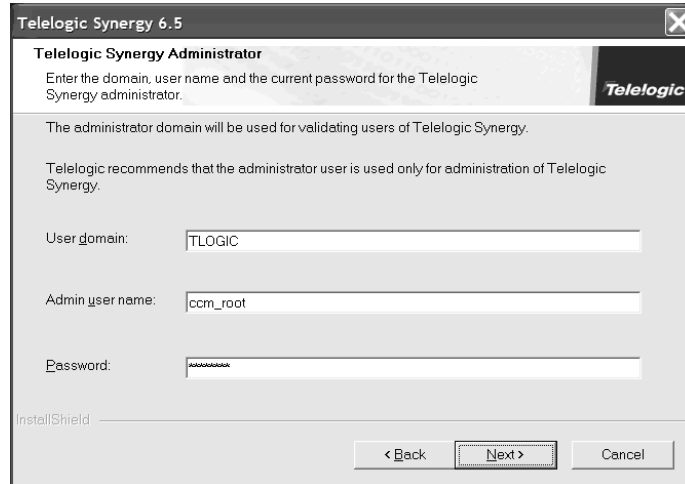 Telelogic Synergy 6.5
Telelogic Synergy Administrator
Enter the domain, user name and the current password for the Telelogic
Synergy administrator.
Telelogic
The administrator domain will be used for validating users of Telelogic Synergy.
Telelogic recommends that the administrator user is used only for administration of Telelogic
Synergy.
User domain:
TLOGIC
Admin user name:
ccm_root
Password:
********
InstallShield
< Back
Next >
Cancel